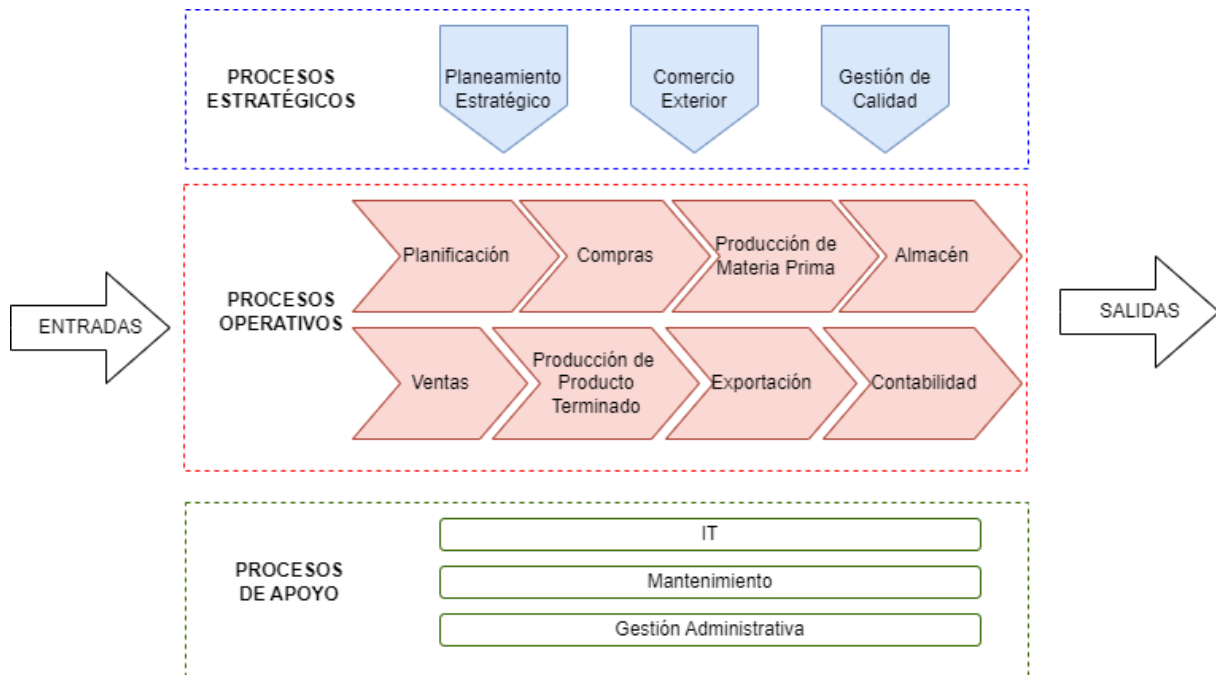 PROCESOS
ESTRATÉGICOS
Planeamiento
Estratégico
Comercio
Exterior
Gestión de
Calidad
ENTRADAS
PROCESOS
OPERATIVOS
Planificación
Compras
Producción de
Materia Prima
Almacén
Ventas
Producción de
Producto
Terminado
Exportación
Contabilidad
SALIDAS
PROCESOS
DE APOYO
IT
Mantenimiento
Gestión Administrativa